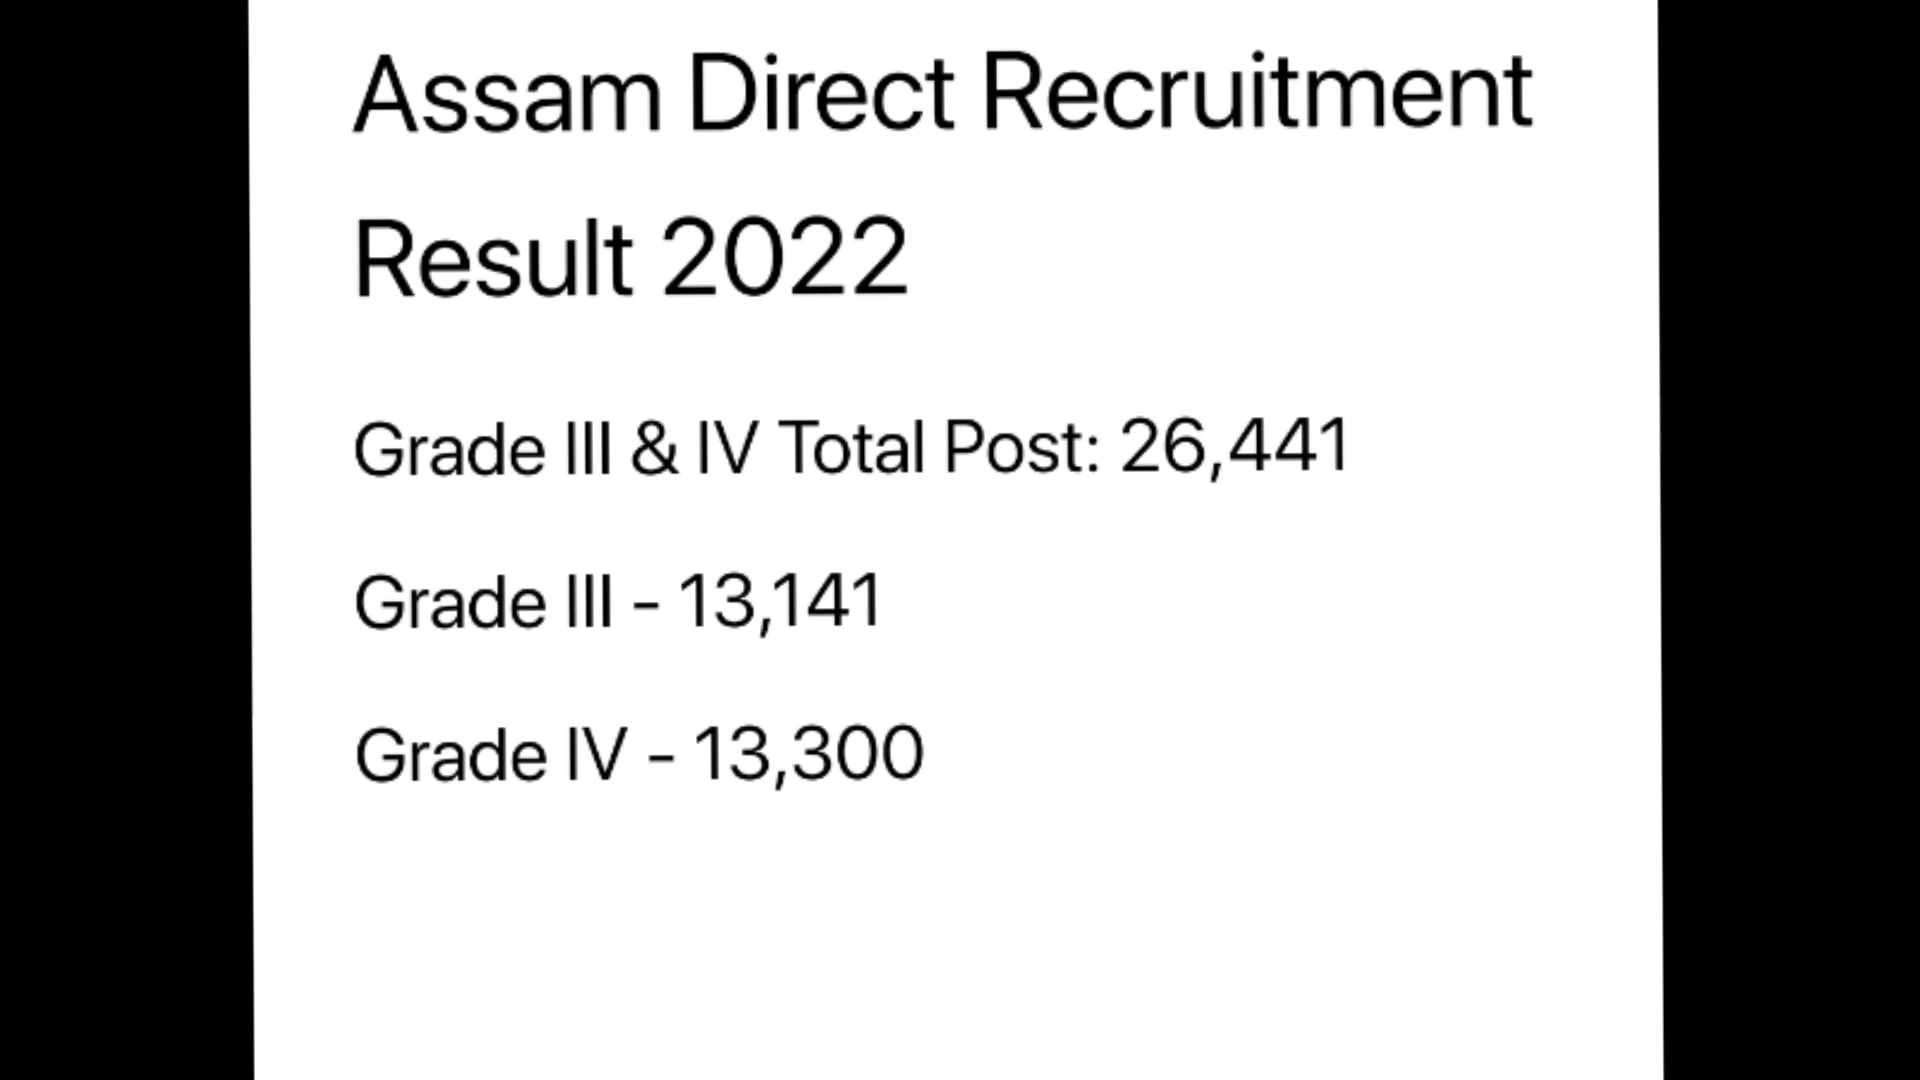 Assam Direct Recruitment
Result 2022
Grade III & IV Total Post: 26,441
Grade III - 13,141
Grade IV - 13,300